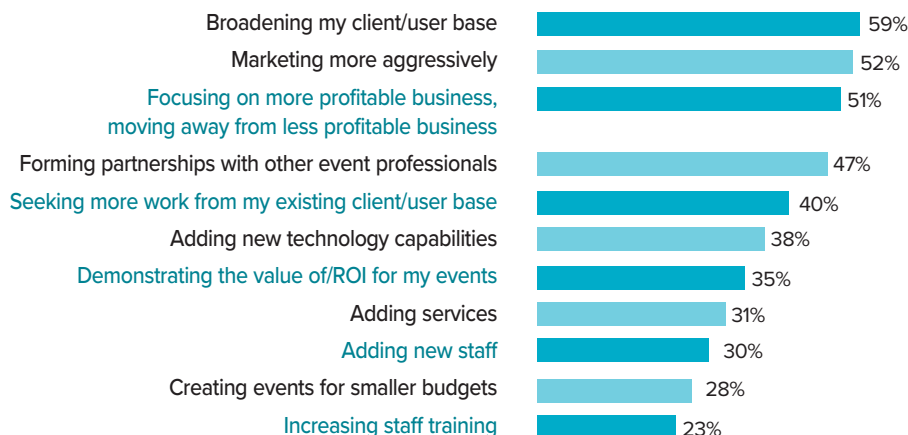 Broadening my client/user base 59%
Marketing more aggressively 52%
Focusing on more profitable business, 51%
moving away from less profitable business
Forming partnerships with other event professionals 47%
Seeking more work from my existing client/user base 40%
Adding new technology capabilities 38%
Demonstrating the value of/ROI for my events 35%
Adding services 31%
Adding new staff 30%
Creating events for smaller budgets 28%
Increasing staff training 23%